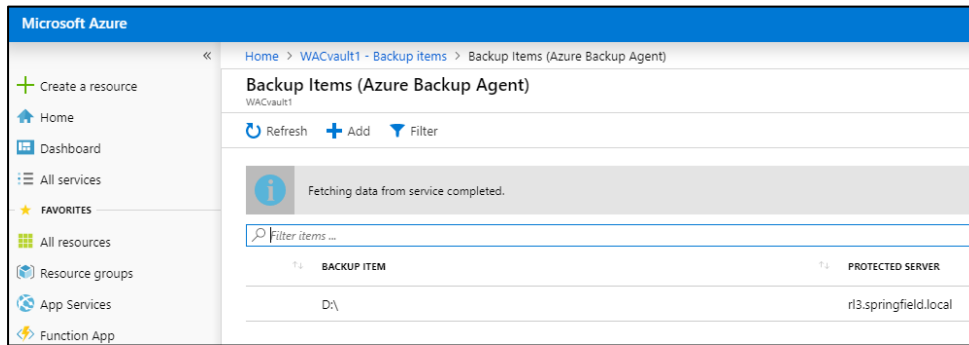 Microsoft Azure
«
Home > WACvault1 - Backup items > Backup Items (Azure Backup Agent)
Create a resource
Home
Dashboard
All services
FAVORITES
All resources
Resource groups
App Services
Function App
Backup Items (Azure Backup Agent)
WACvault1
Refresh Add Filter
Fetching data from service completed.
Filter items ...
BACKUP ITEM PROTECTED SERVER
D:\ rl3.springfield.local